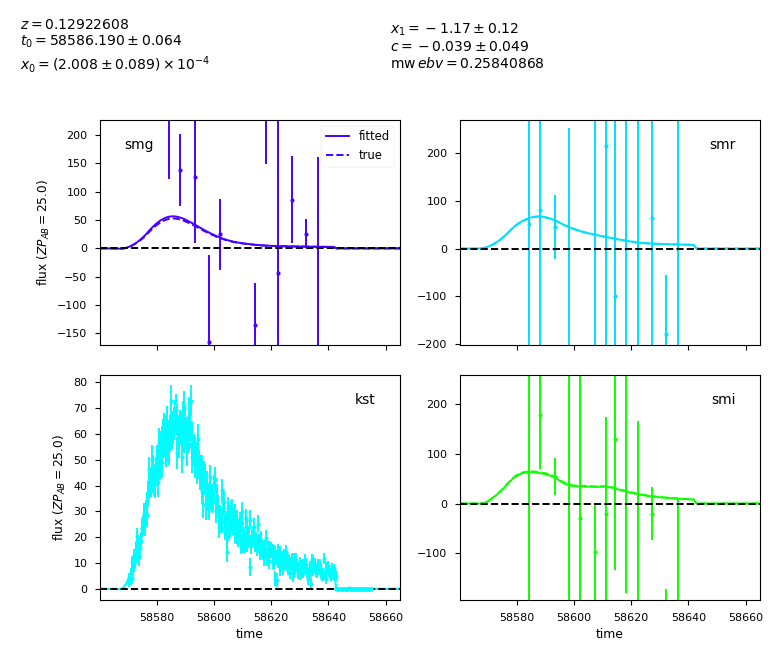 z = 0.12922608
t₀ = 58586.190 ± 0.064
x₀ = (2.008 ± 0.089) × 10⁻⁴
x₁ = −1.17 ± 0.12
c = −0.039 ± 0.049
mw ebv = 0.25840868
smg
fitted
true
flux (ZP_AB = 25.0)
200
150
100
50
0
−50
−100
−150
smr
200
100
0
−100
−200
kst
flux (ZP_AB = 25.0)
80
70
60
50
40
30
20
10
0
58580 58600 58620 58640 58660
time
smi
200
100
0
−100
58580 58600 58620 58640 58660
time